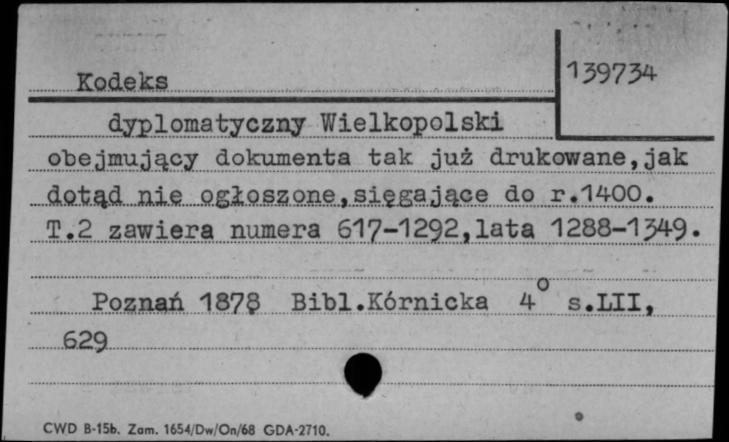 139734
Kodeks
dyplomatyczny Wielkopolski
obejmujący dokumenta tak już drukowane,jak
dotąd nie ogłoszone,sięgające do r.1400.
T.2 zawiera numera 617-1292,lata 1288-1349.
Poznań 1878 Bibl.Kórnicka 4° s.LII,
629
CWD B-15b. Zam. 1654/Dw/On/68 GDA-2710.